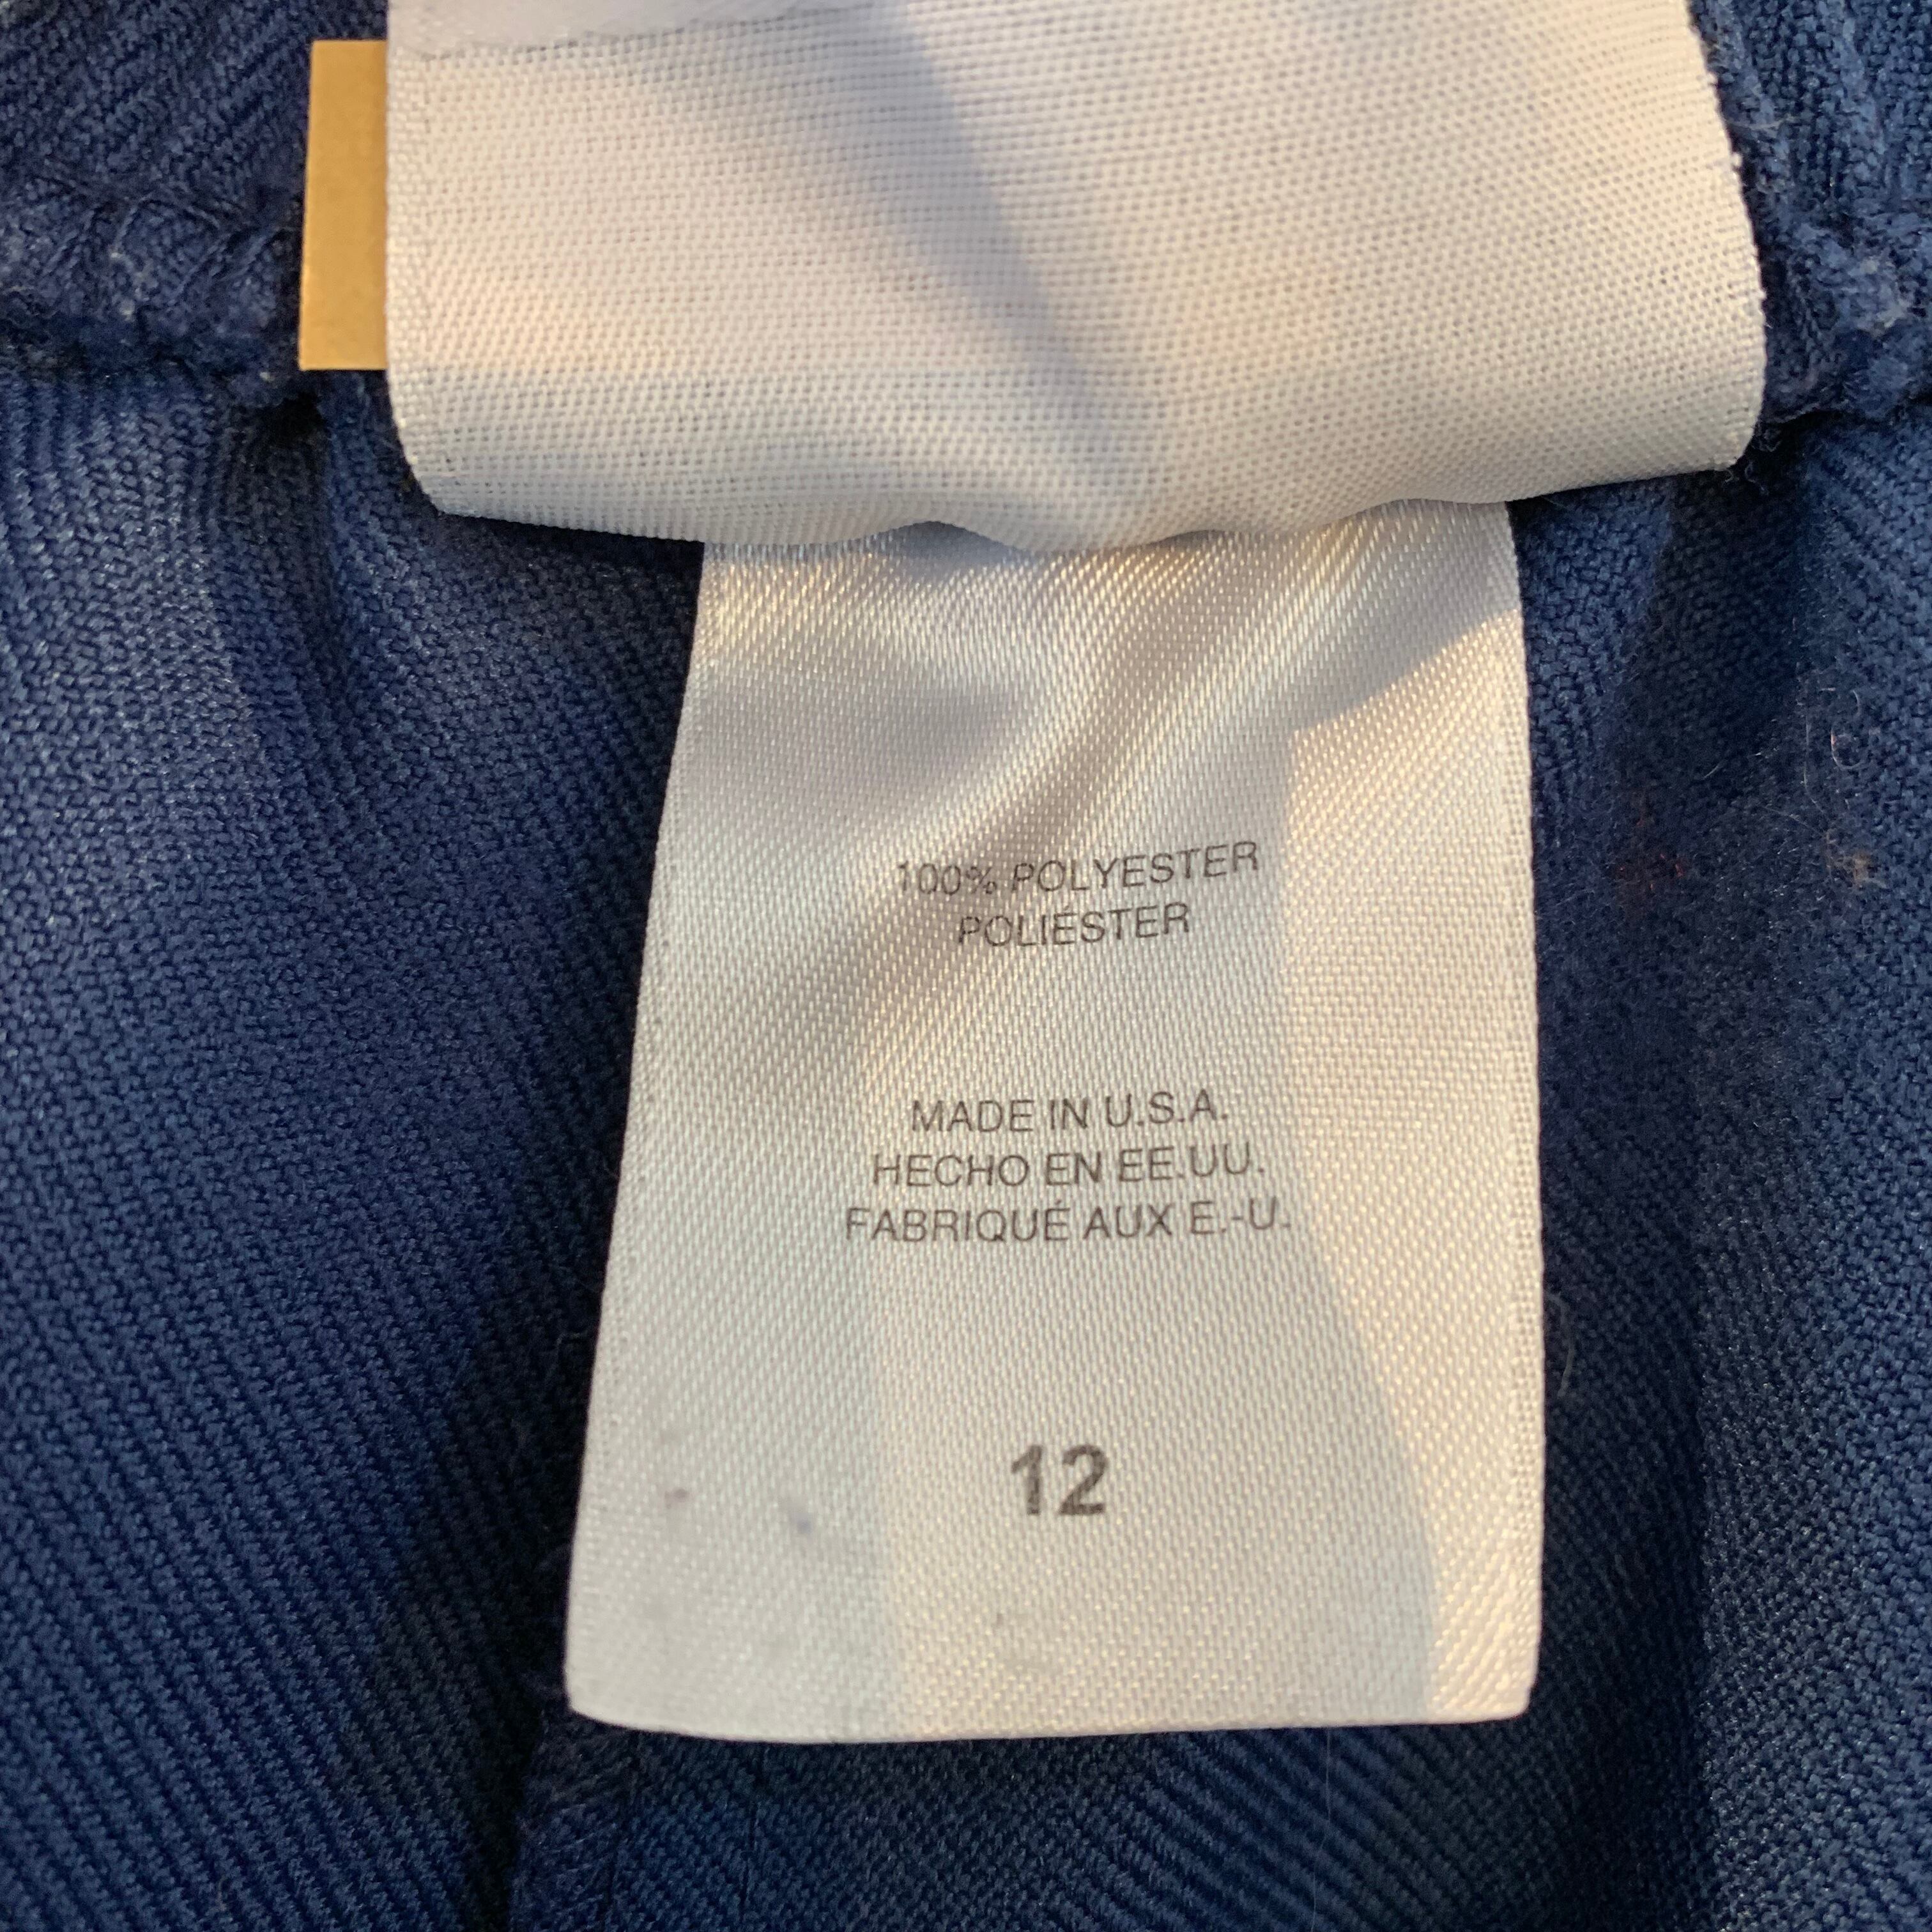 100% POLYESTER
POLIÉSTER
MADE IN U.S.A.
HECHO EN EE.UU.
FABRIQUÉ AUX E.-U.
12